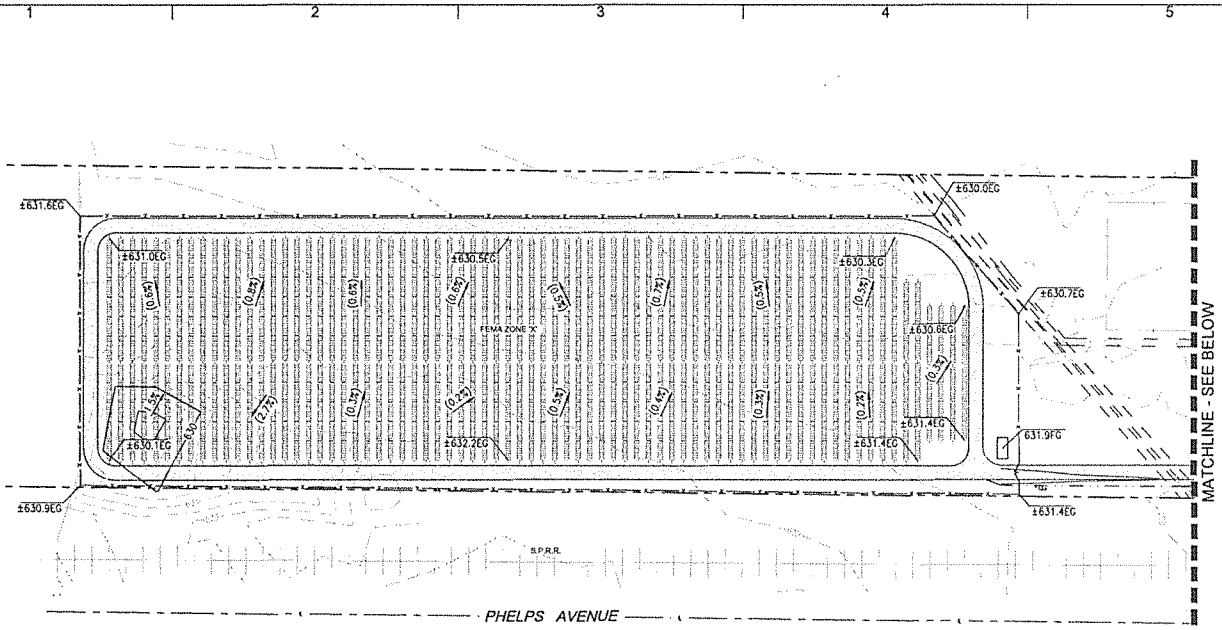 1 2 3 4 5
±631.6EG
±630.0EG
±631.0EG
±630.5EG
±630.3EG
±630.7EG
(0.6%) (0.8%) (0.6%) (0.6%) (0.5%) (0.7%) (0.5%) (0.5%)
FEMA ZONE 'X'
±630.6EG
(0.3%)
MATCHLINE - SEE BELOW
(2.7%) (0.1%) (0.2%) (0.5%) (0.4%) (0.3%) (0.2%)
630
±630.1EG
±632.2EG
±631.4EG
±631.4EG
631.9FG
±630.9EG
±631.4EG
S.P.R.R.
PHELPS AVENUE